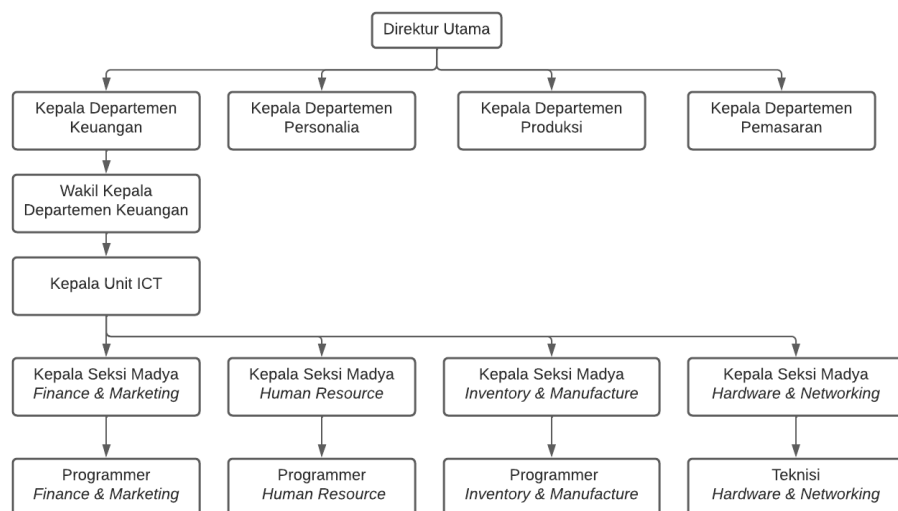 Direktur Utama
Kepala Departemen
Keuangan
Kepala Departemen
Personalia
Kepala Departemen
Produksi
Kepala Departemen
Pemasaran
Wakil Kepala
Departemen Keuangan
Kepala Unit ICT
Kepala Seksi Madya
Finance & Marketing
Kepala Seksi Madya
Human Resource
Kepala Seksi Madya
Inventory & Manufacture
Kepala Seksi Madya
Hardware & Networking
Programmer
Finance & Marketing
Programmer
Human Resource
Programmer
Inventory & Manufacture
Teknisi
Hardware & Networking